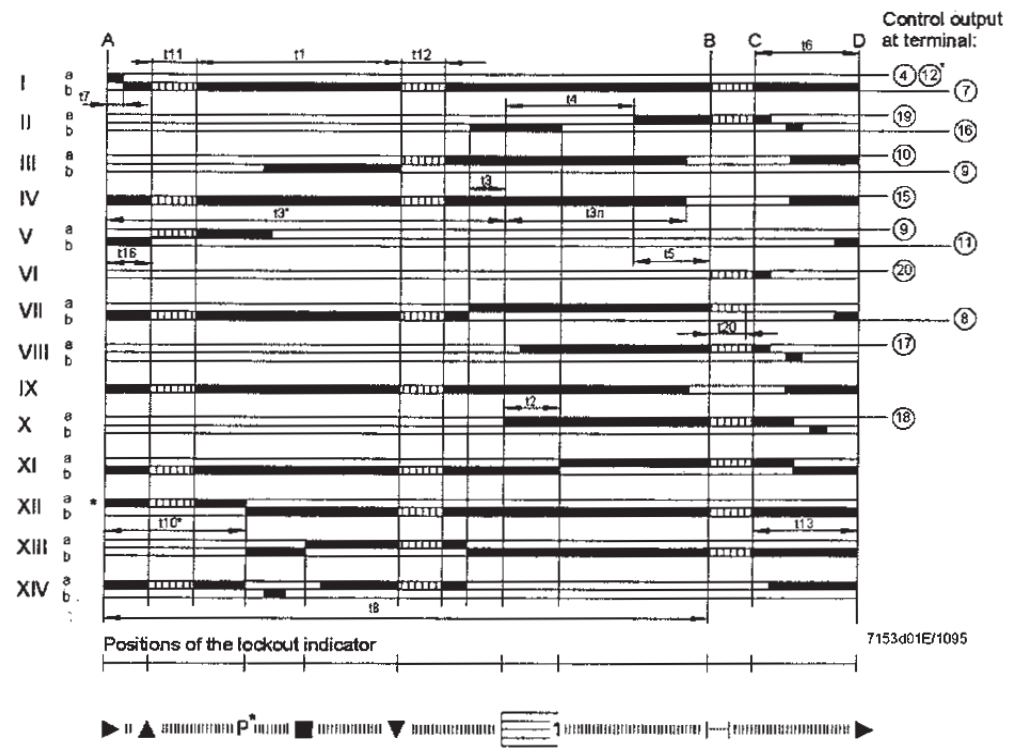 Control output
at terminal:
A t11 t1 t12 B C t6 D
I a b ④ ⑫* ⑦
t7 t4
II a b ⑲ ⑯
III a b ⑩ ⑨
t3
IV ⑮
t3* t3n
V a b ⑨ ⑪
t16 t5
VI ⑳
VII a b ⑧
t20
VIII a b ⑰
IX
t2
X a b ⑱
XI a b
XII a b *
t10* t13
XIII a b
XIV a b
t8
Positions of the lockout indicator
7153d01E/1095
P* 1